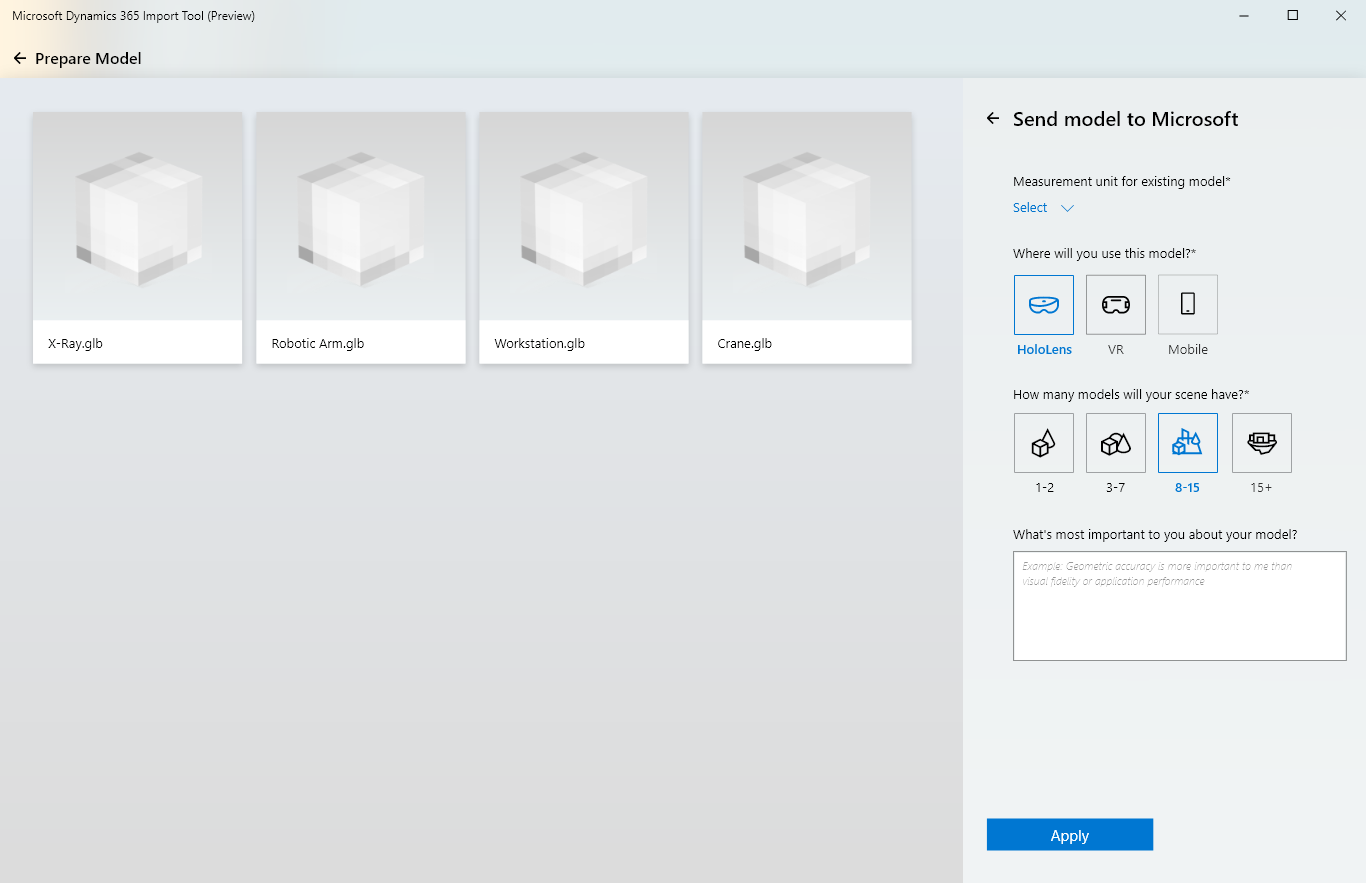 Microsoft Dynamics 365 Import Tool (Preview)
Prepare Model
X-Ray.glb
Robotic Arm.glb
Workstation.glb
Crane.glb
Send model to Microsoft
Measurement unit for existing model*
Select
Where will you use this model?*
HoloLens
VR
Mobile
How many models will your scene have?*
1-2
3-7
8-15
15+
What's most important to you about your model?
Example: Geometric accuracy is more important to me than
visual fidelity or application performance
Apply